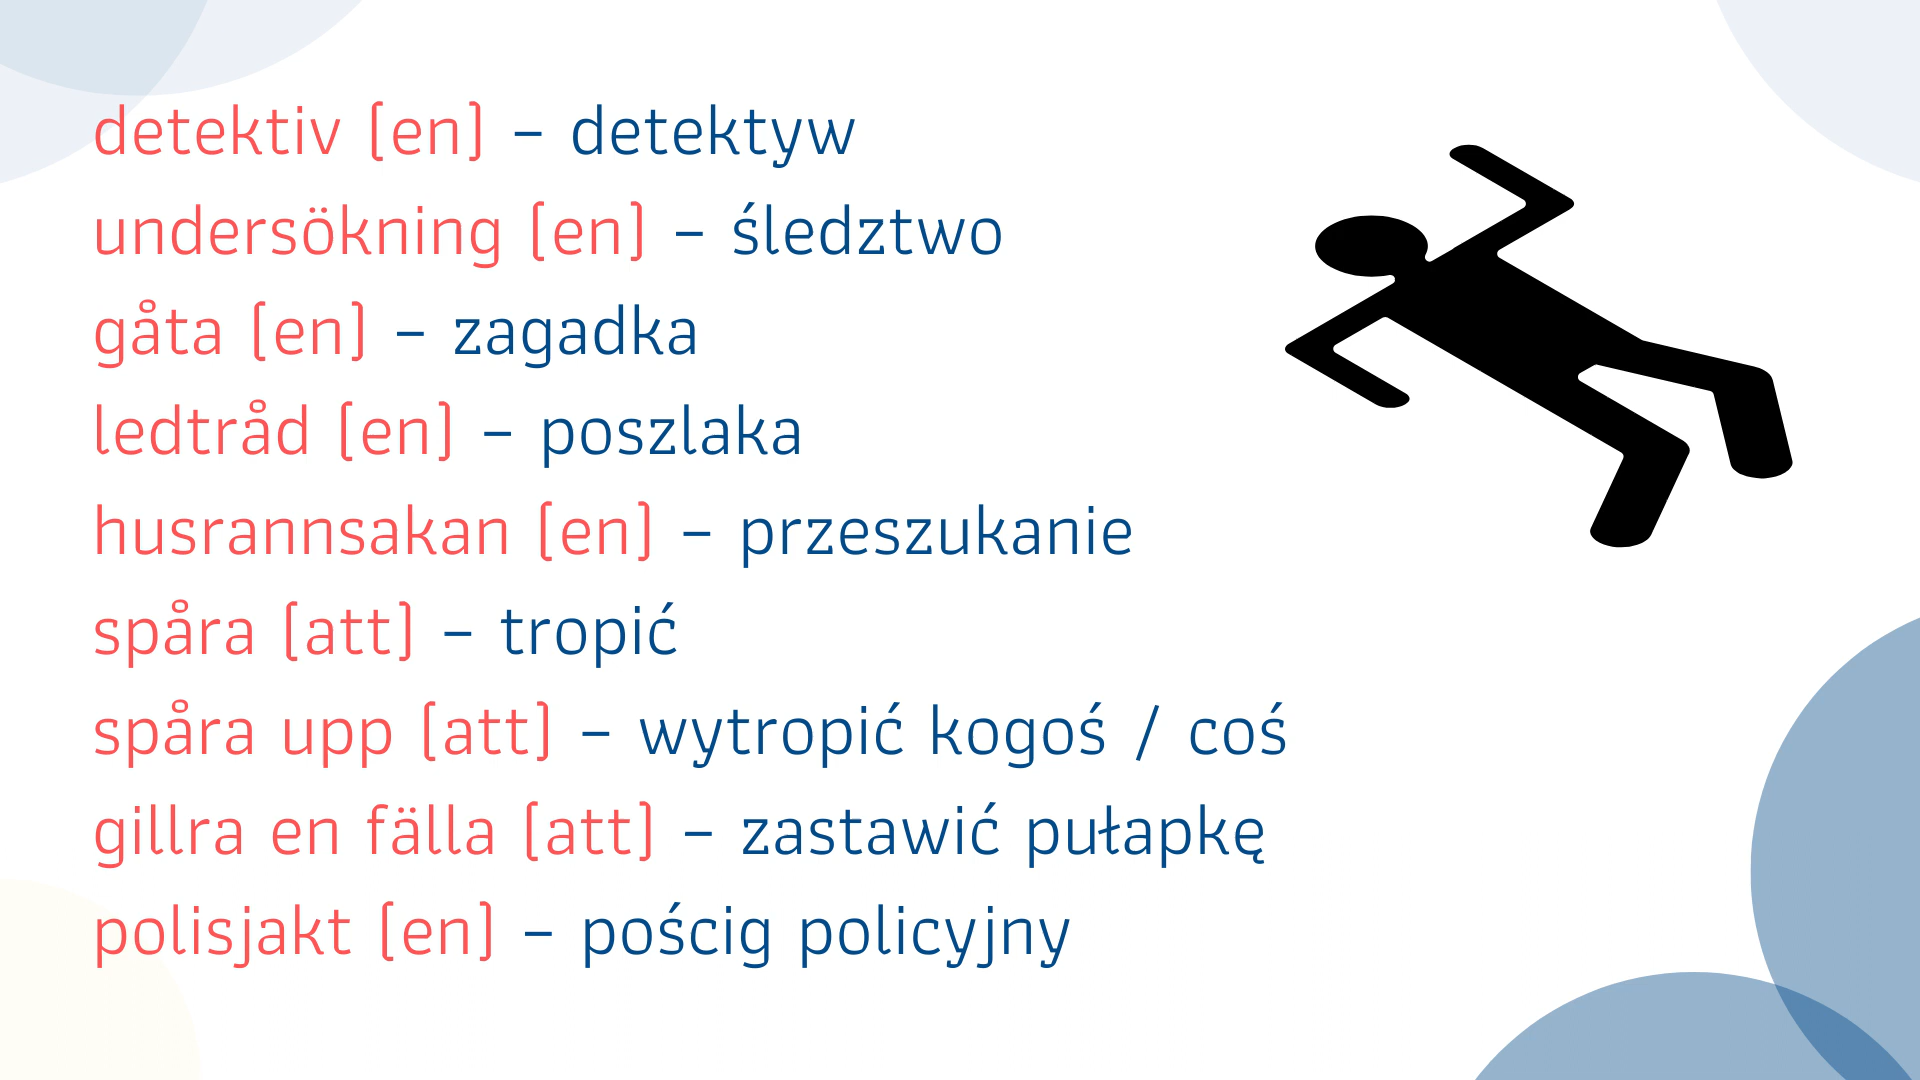 detektiv (en) – detektyw
undersökning (en) – śledztwo
gåta (en) – zagadka
ledtråd (en) – poszlaka
husrannsakan (en) – przeszukanie
spåra (att) – tropić
spåra upp (att) – wytropić kogoś / coś
gillra en fälla (att) – zastawić pułapkę
polisjakt (en) – pościg policyjny